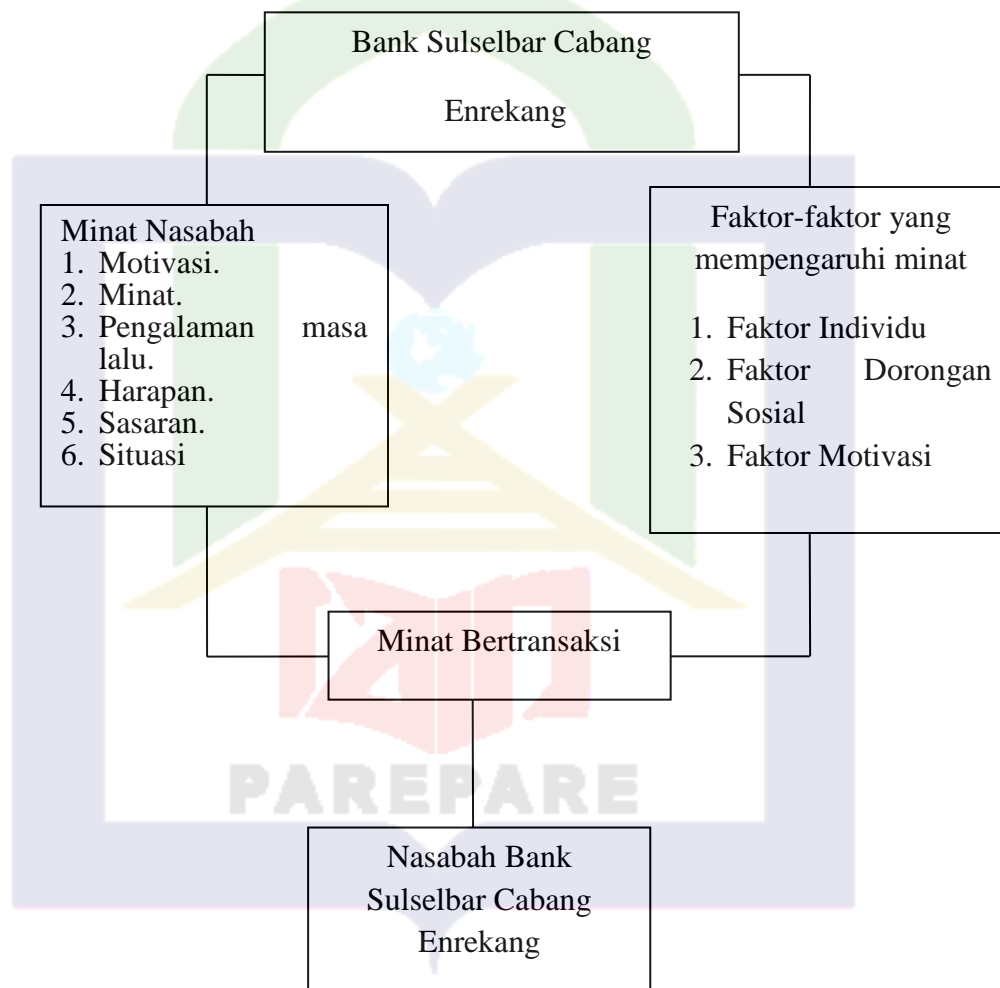 Bank Sulselbar Cabang
Enrekang
Minat Nasabah
1. Motivasi.
2. Minat.
3. Pengalaman masa
lalu.
4. Harapan.
5. Sasaran.
6. Situasi
Faktor-faktor yang
mempengaruhi minat
1. Faktor Individu
2. Faktor Dorongan
Sosial
3. Faktor Motivasi
Minat Bertransaksi
PAREPARE
Nasabah Bank
Sulselbar Cabang
Enrekang